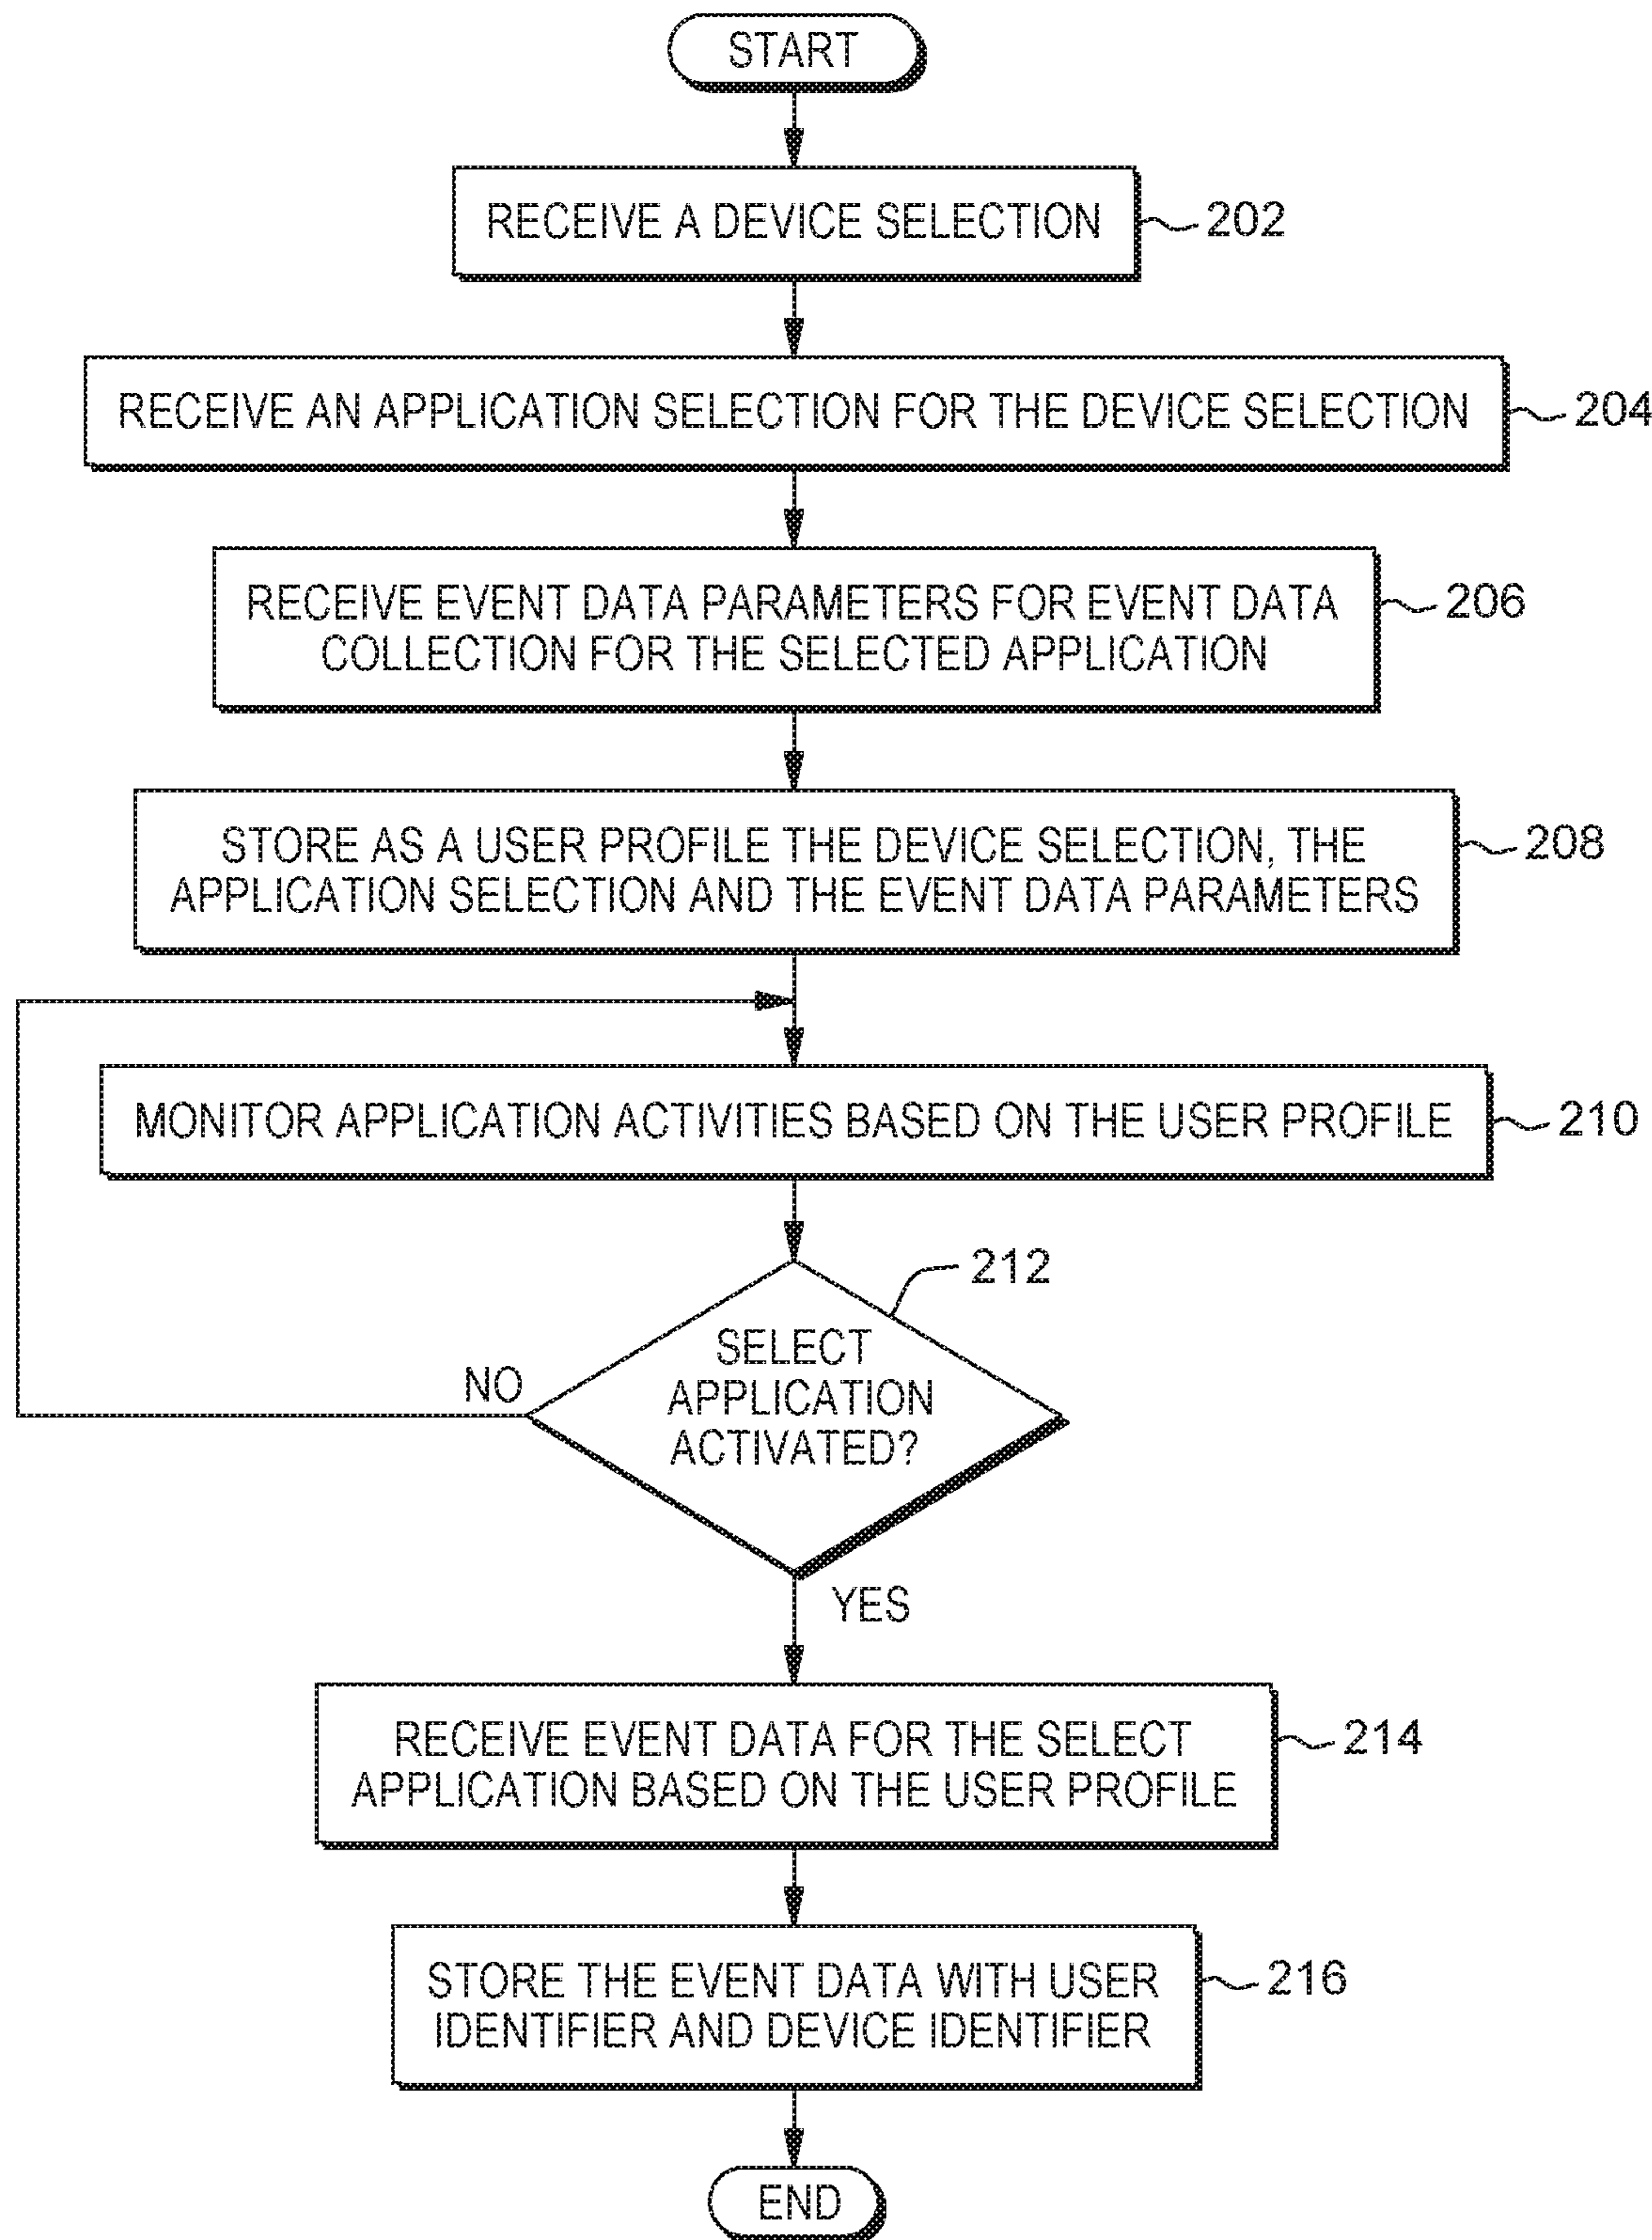 START
RECEIVE A DEVICE SELECTION
202
RECEIVE AN APPLICATION SELECTION FOR THE DEVICE SELECTION
204
RECEIVE EVENT DATA PARAMETERS FOR EVENT DATA
COLLECTION FOR THE SELECTED APPLICATION
206
STORE AS A USER PROFILE THE DEVICE SELECTION, THE
APPLICATION SELECTION AND THE EVENT DATA PARAMETERS
208
MONITOR APPLICATION ACTIVITIES BASED ON THE USER PROFILE
210
212
SELECT
APPLICATION
ACTIVATED?
NO
YES
RECEIVE EVENT DATA FOR THE SELECT
APPLICATION BASED ON THE USER PROFILE
214
STORE THE EVENT DATA WITH USER
IDENTIFIER AND DEVICE IDENTIFIER
216
END